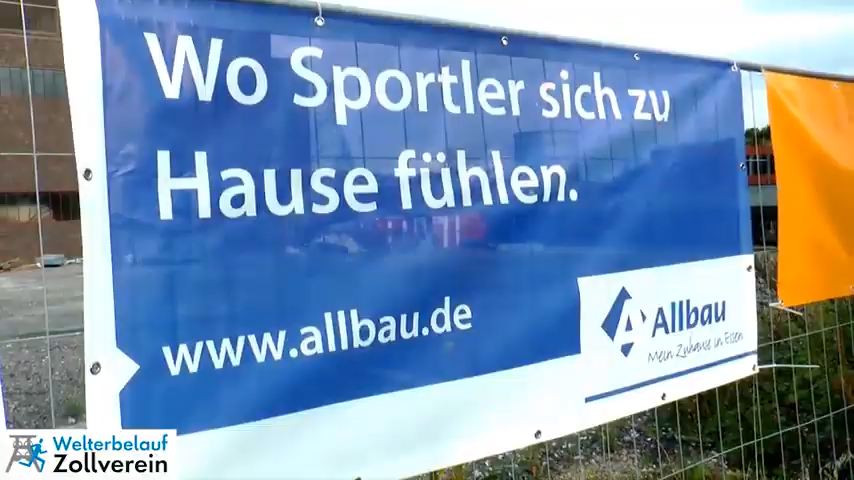 Wo Sportler sich zu
Hause fühlen.
www.allbau.de
Allbau
Mein Zuhause in Essen
Welterbelauf
Zollverein